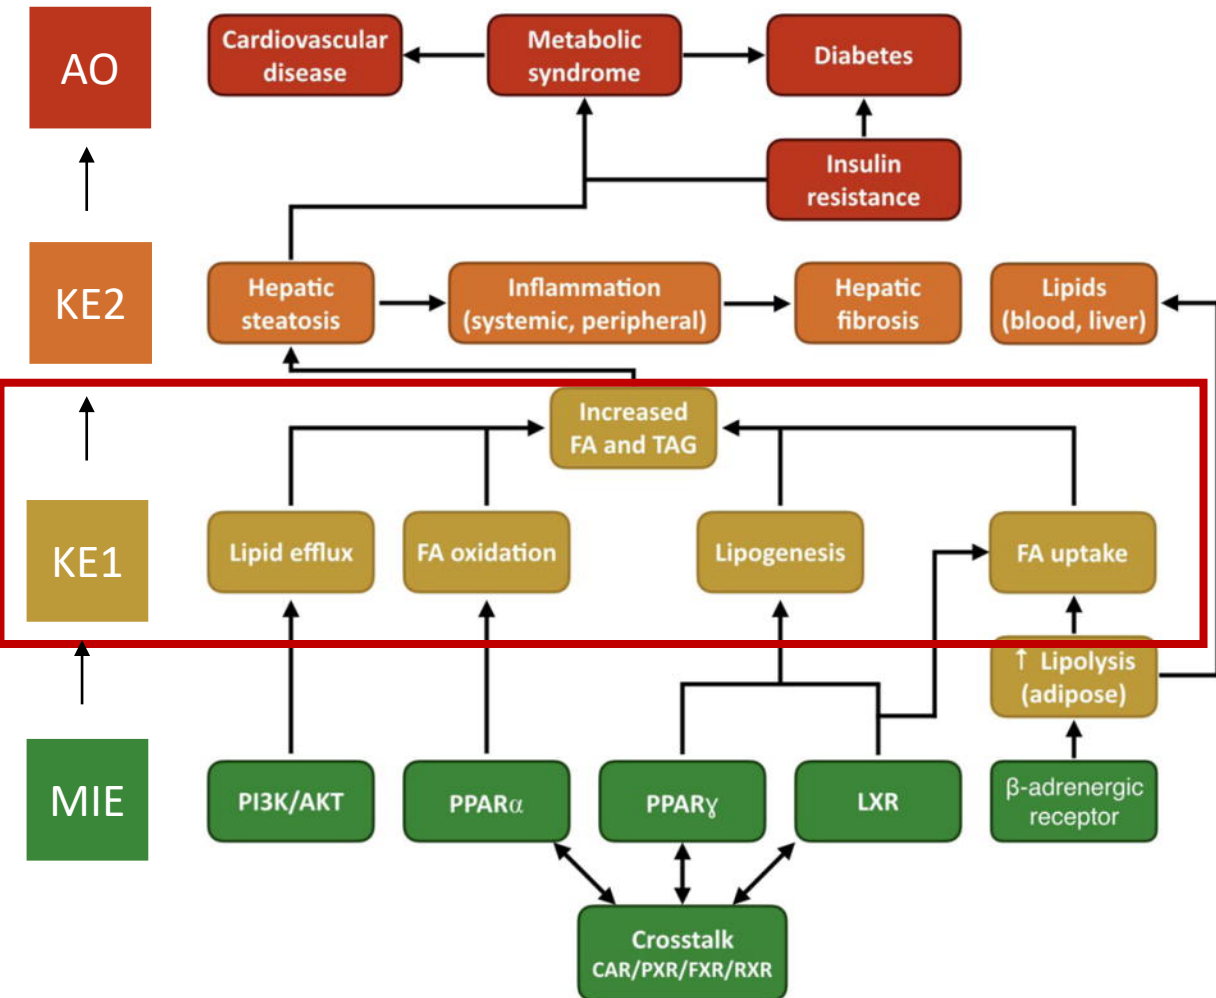 AO
Cardiovascular
disease
Metabolic
syndrome
Diabetes
Insulin
resistance
KE2
Hepatic
steatosis
Inflammation
(systemic, peripheral)
Hepatic
fibrosis
Lipids
(blood, liver)
Increased
FA and TAG
KE1
Lipid efflux
FA oxidation
Lipogenesis
FA uptake
↑ Lipolysis
(adipose)
MIE
PI3K/AKT
PPARα
PPARɣ
LXR
β-adrenergic
receptor
Crosstalk
CAR/PXR/FXR/RXR